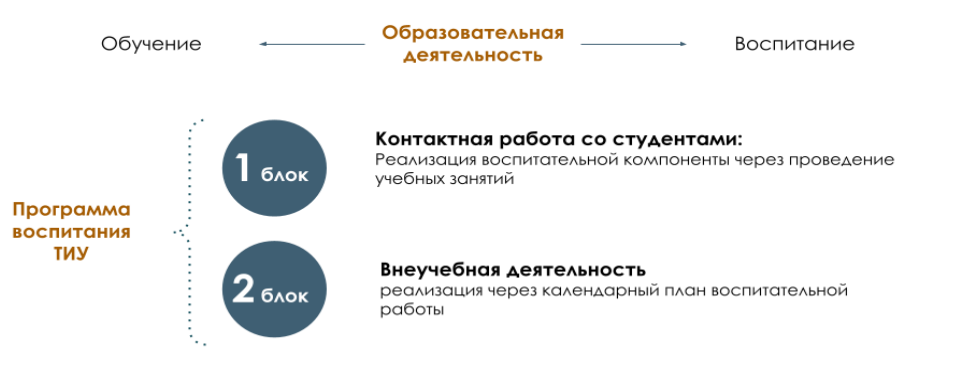 Обучение
Образовательная
деятельность
Воспитание
Программа
воспитания
ТИУ
1 блок
Контактная работа со студентами:
Реализация воспитательной компоненты через проведение
учебных занятий
2 блок
Внеучебная деятельность
реализация через календарный план воспитательной
работы